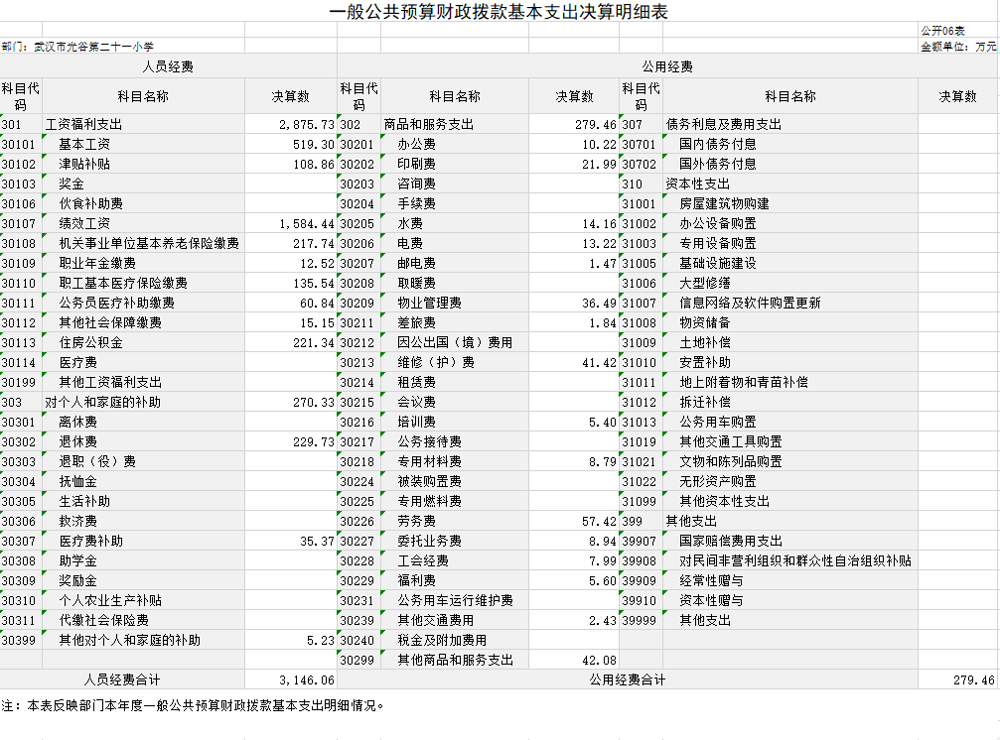 一般公共预算财政拨款基本支出决算明细表
公开06表
部门：武汉市光谷第二十一小学 金额单位：万元
人员经费 公用经费
科目代码 科目名称 决算数 科目代码 科目名称 决算数 科目代码 科目名称 决算数
301 工资福利支出 2,875.73 302 商品和服务支出 279.46 307 债务利息及费用支出
30101 基本工资 519.30 30201 办公费 10.22 30701 国内债务付息
30102 津贴补贴 108.86 30202 印刷费 21.99 30702 国外债务付息
30103 奖金 30203 咨询费 310 资本性支出
30106 伙食补助费 30204 手续费 31001 房屋建筑物购建
30107 绩效工资 1,584.44 30205 水费 14.16 31002 办公设备购置
30108 机关事业单位基本养老保险缴费 217.74 30206 电费 13.22 31003 专用设备购置
30109 职业年金缴费 12.52 30207 邮电费 1.47 31005 基础设施建设
30110 职工基本医疗保险缴费 135.54 30208 取暖费 31006 大型修缮
30111 公务员医疗补助缴费 60.84 30209 物业管理费 36.49 31007 信息网络及软件购置更新
30112 其他社会保障缴费 15.15 30211 差旅费 1.84 31008 物资储备
30113 住房公积金 221.34 30212 因公出国（境）费用 31009 土地补偿
30114 医疗费 30213 维修（护）费 41.42 31010 安置补助
30199 其他工资福利支出 30214 租赁费 31011 地上附着物和青苗补偿
303 对个人和家庭的补助 270.33 30215 会议费 31012 拆迁补偿
30301 离休费 30216 培训费 5.40 31013 公务用车购置
30302 退休费 229.73 30217 公务接待费 31019 其他交通工具购置
30303 退职（役）费 30218 专用材料费 8.79 31021 文物和陈列品购置
30304 抚恤金 30224 被装购置费 31022 无形资产购置
30305 生活补助 30225 专用燃料费 31099 其他资本性支出
30306 救济费 30226 劳务费 57.42 399 其他支出
30307 医疗费补助 35.37 30227 委托业务费 8.94 39907 国家赔偿费用支出
30308 助学金 30228 工会经费 7.99 39908 对民间非营利组织和群众性自治组织补贴
30309 奖励金 30229 福利费 5.60 39909 经常性赠与
30310 个人农业生产补贴 30231 公务用车运行维护费 39910 资本性赠与
30311 代缴社会保险费 30239 其他交通费用 2.43 39999 其他支出
30399 其他对个人和家庭的补助 5.23 30240 税金及附加费用
30299 其他商品和服务支出 42.08
人员经费合计 3,146.06 公用经费合计 279.46
注：本表反映部门本年度一般公共预算财政拨款基本支出明细情况。